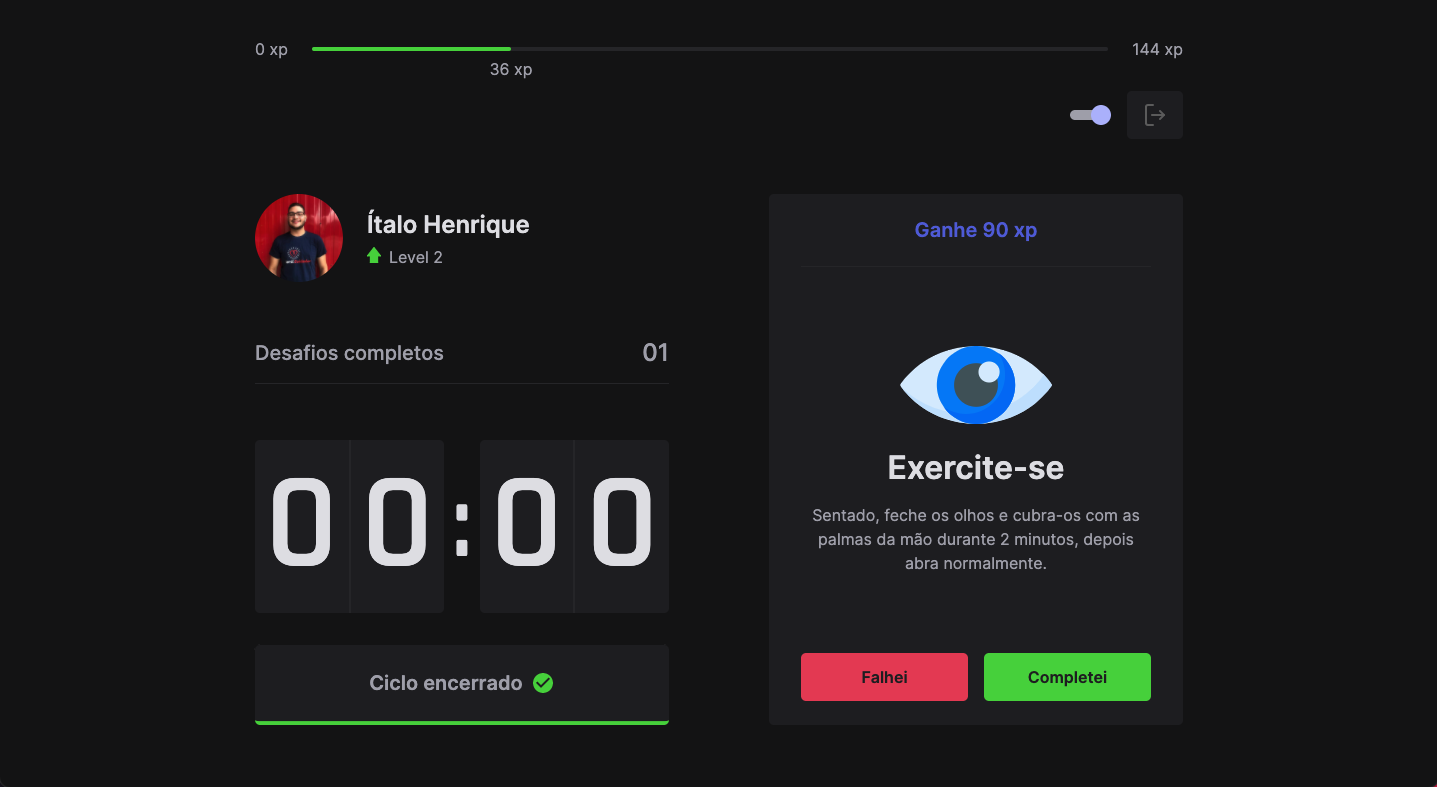 0 xp
144 xp
36 xp
Ítalo Henrique
Level 2
Desafios completos 01
00:00
Ciclo encerrado
Ganhe 90 xp
Exercite-se
Sentado, feche os olhos e cubra-os com as
palmas da mão durante 2 minutos, depois
abra normalmente.
Falhei
Completei